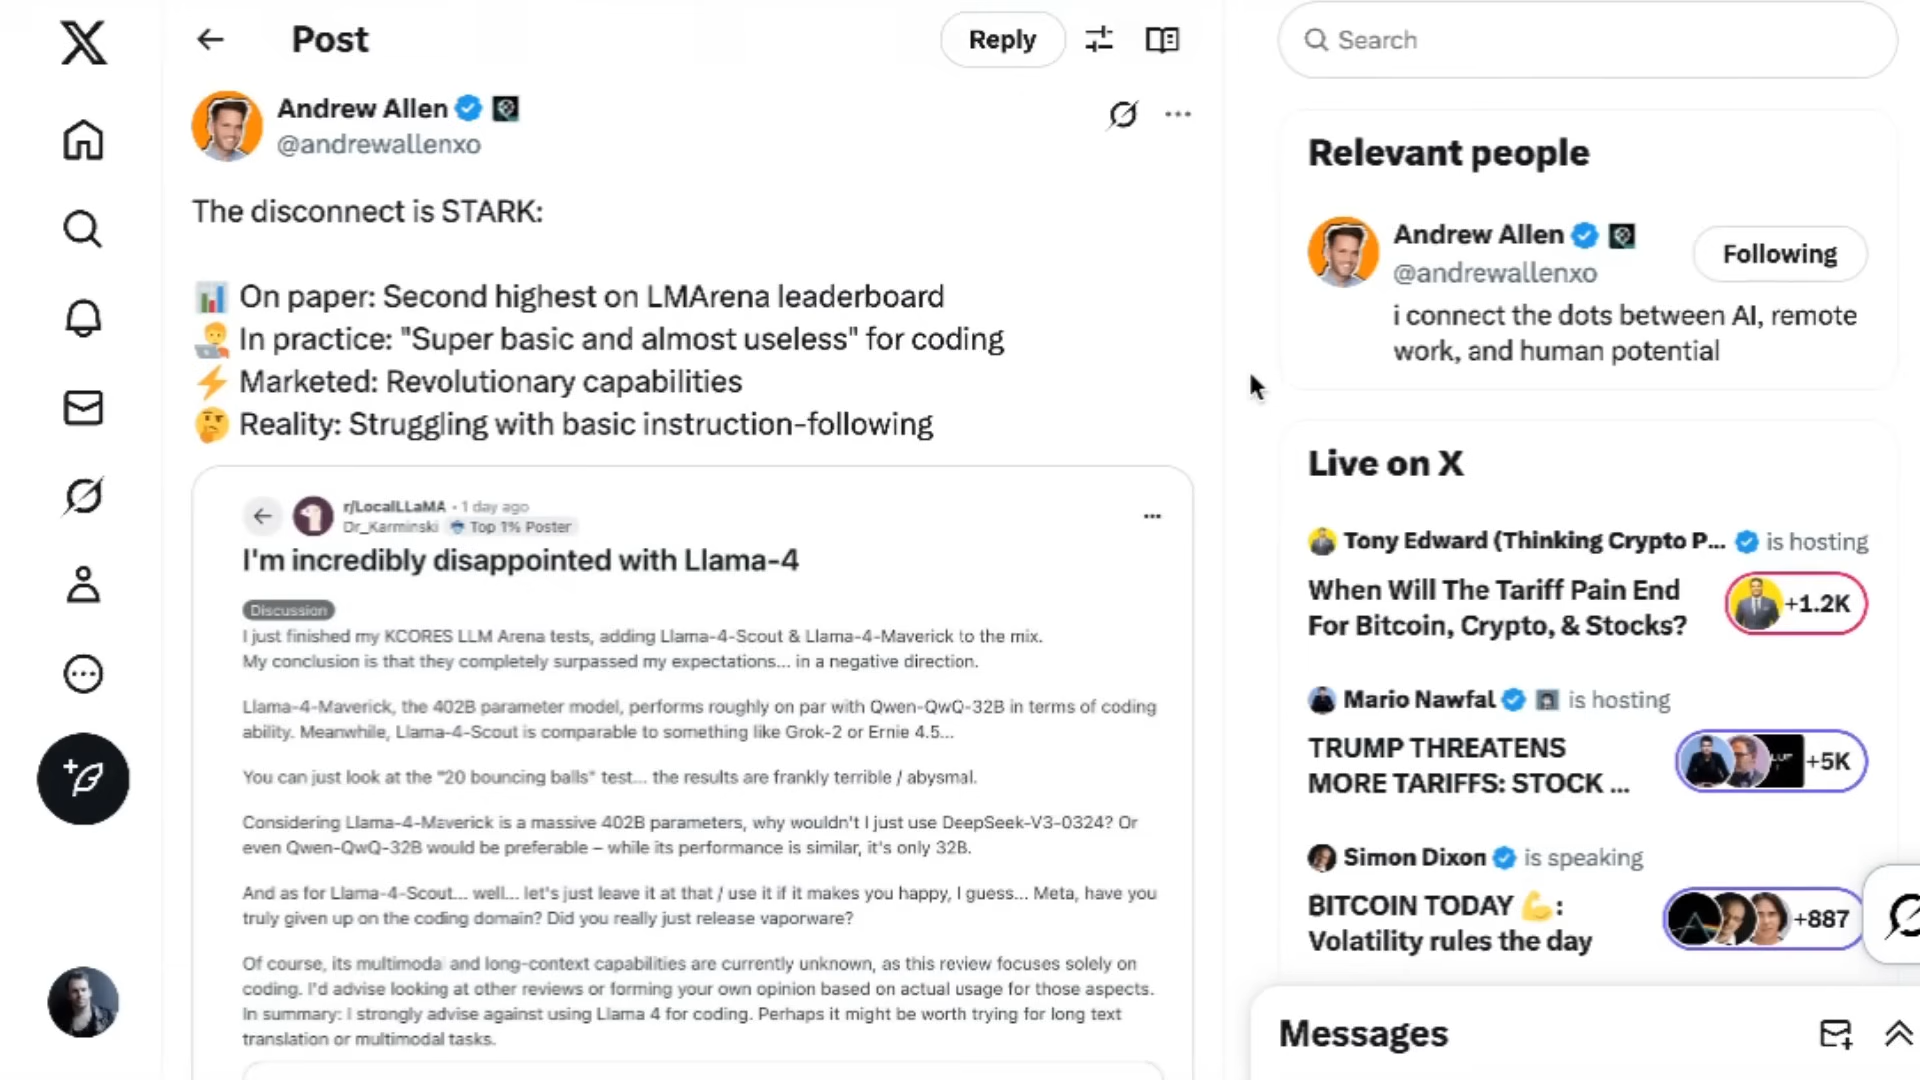 Post
Reply
Andrew Allen
@andrewallenxo
The disconnect is STARK:
📊 On paper: Second highest on LMArena leaderboard
🧑‍💻 In practice: "Super basic and almost useless" for coding
⚡ Marketed: Revolutionary capabilities
🤔 Reality: Struggling with basic instruction-following
r/LocalLLaMA · 1 day ago
Dr_Karminski Top 1% Poster
I'm incredibly disappointed with Llama-4
Discussion
I just finished my KCORES LLM Arena tests, adding Llama-4-Scout & Llama-4-Maverick to the mix.
My conclusion is that they completely surpassed my expectations... in a negative direction.
Llama-4-Maverick, the 402B parameter model, performs roughly on par with Qwen-QwQ-32B in terms of coding
ability. Meanwhile, Llama-4-Scout is comparable to something like Grok-2 or Ernie 4.5...
You can just look at the "20 bouncing balls" test... the results are frankly terrible / abysmal.
Considering Llama-4-Maverick is a massive 402B parameters, why wouldn't I just use DeepSeek-V3-0324? Or
even Qwen-QwQ-32B would be preferable – while its performance is similar, it's only 32B.
And as for Llama-4-Scout... well... let's just leave it at that / use it if it makes you happy, I guess... Meta, have you
truly given up on the coding domain? Did you really just release vaporware?
Of course, its multimodal and long-context capabilities are currently unknown, as this review focuses solely on
coding. I'd advise looking at other reviews or forming your own opinion based on actual usage for those aspects.
In summary: I strongly advise against using Llama 4 for coding. Perhaps it might be worth trying for long text
translation or multimodal tasks.
Search
Relevant people
Andrew Allen
@andrewallenxo
Following
i connect the dots between AI, remote
work, and human potential
Live on X
Tony Edward (Thinking Crypto P... is hosting
When Will The Tariff Pain End
For Bitcoin, Crypto, & Stocks?
+1.2K
Mario Nawfal is hosting
TRUMP THREATENS
MORE TARIFFS: STOCK ...
+5K
Simon Dixon is speaking
BITCOIN TODAY 💪:
Volatility rules the day
+887
Messages